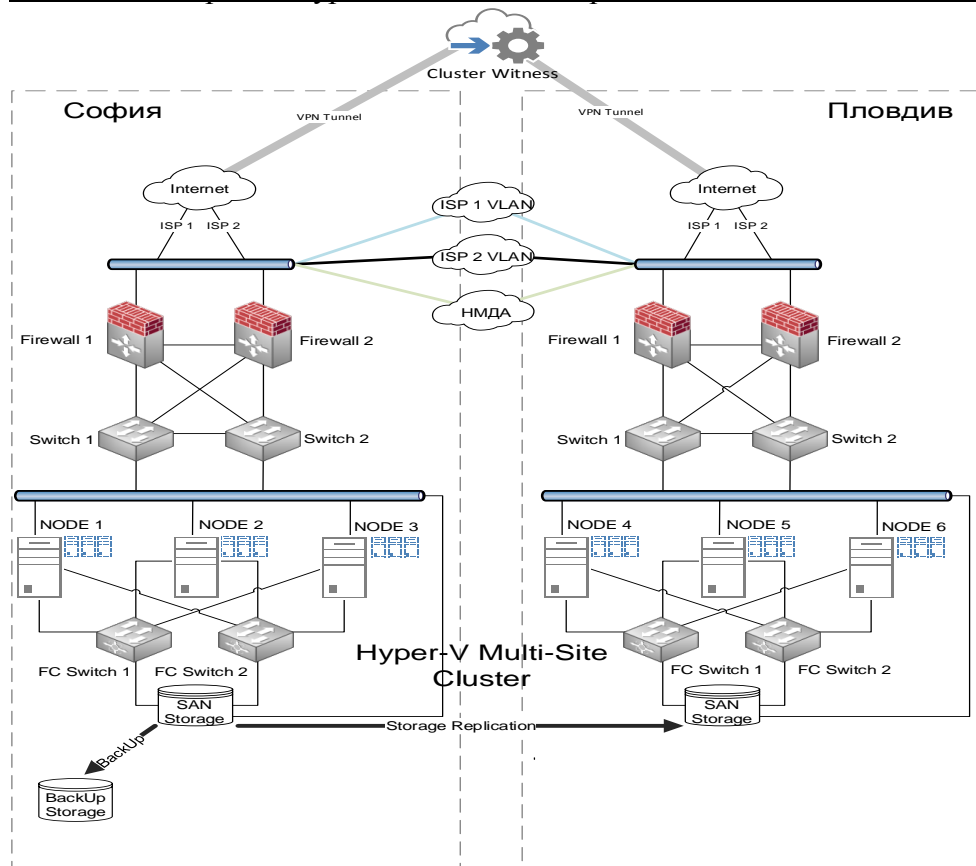 Cluster Witness
София
Пловдив
VPN Tunnel
VPN Tunnel
Internet
Internet
ISP 1 VLAN
ISP 1
ISP 2
ISP 1
ISP 2
ISP 2 VLAN
НМДА
Firewall 1
Firewall 2
Firewall 1
Firewall 2
Switch 1
Switch 2
Switch 1
Switch 2
NODE 1
NODE 2
NODE 3
NODE 4
NODE 5
NODE 6
FC Switch 1
FC Switch 2
Hyper-V Multi-Site
Cluster
FC Switch 1
FC Switch 2
SAN
Storage
SAN
Storage
Storage Replication
BackUp
BackUp
Storage